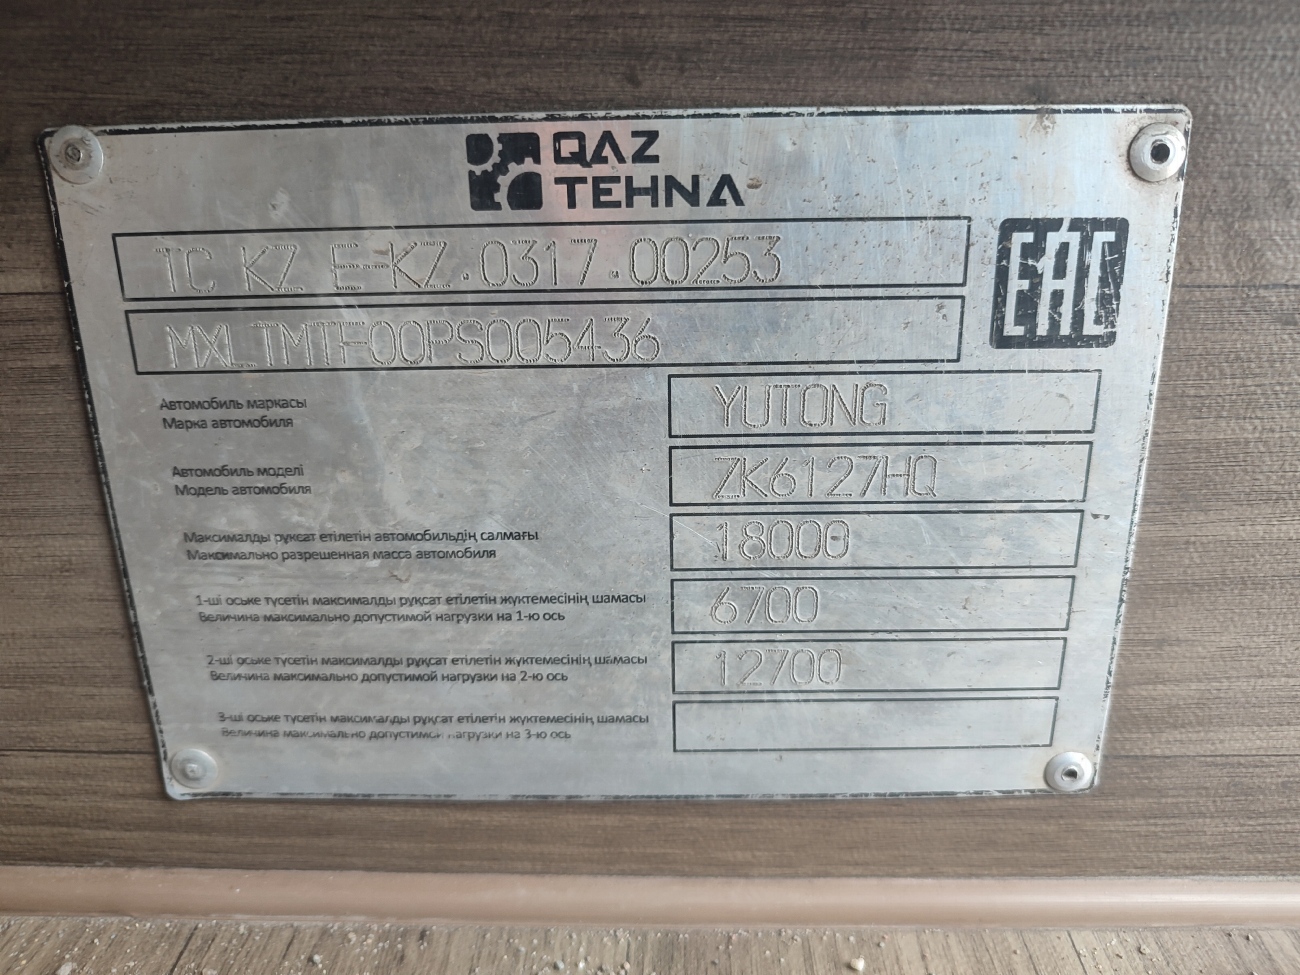 QAZ
TEHNA
TC KZ E-KZ.0317.00253
EAC
MXLTMTF00PS005436
Автомобиль маркасы
Марка автомобиля
YUTONG
Автомобиль моделі
Модель автомобиля
ZK6127HQ
Максималды рұқсат етілетін автомобильдің салмағы
Максимально разрешенная масса автомобиля
18000
1-ші оське түсетін максималды рұқсат етілетін жүктемесінің шамасы
Величина максимально допустимой нагрузки на 1-ю ось
6700
2-ші оське түсетін максималды рұқсат етілетін жүктемесінің шамасы
Величина максимально допустимой нагрузки на 2-ю ось
12700
3-ші оське түсетін максималды рұқсат етілетін жүктемесінің шамасы
Величина максимально допустимой нагрузки на 3-ю ось